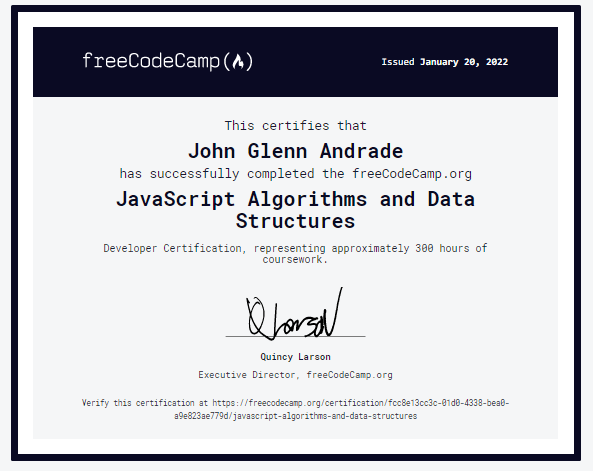 freeCodeCamp(🔥)
Issued January 20, 2022
This certifies that
John Glenn Andrade
has successfully completed the freeCodeCamp.org
JavaScript Algorithms and Data
Structures
Developer Certification, representing approximately 300 hours of
coursework.
Q Larson
Quincy Larson
Executive Director, freeCodeCamp.org
Verify this certification at https://freecodecamp.org/certification/fcc8e13cc3c-01d0-4338-bea0-
a9e823ae779d/javascript-algorithms-and-data-structures